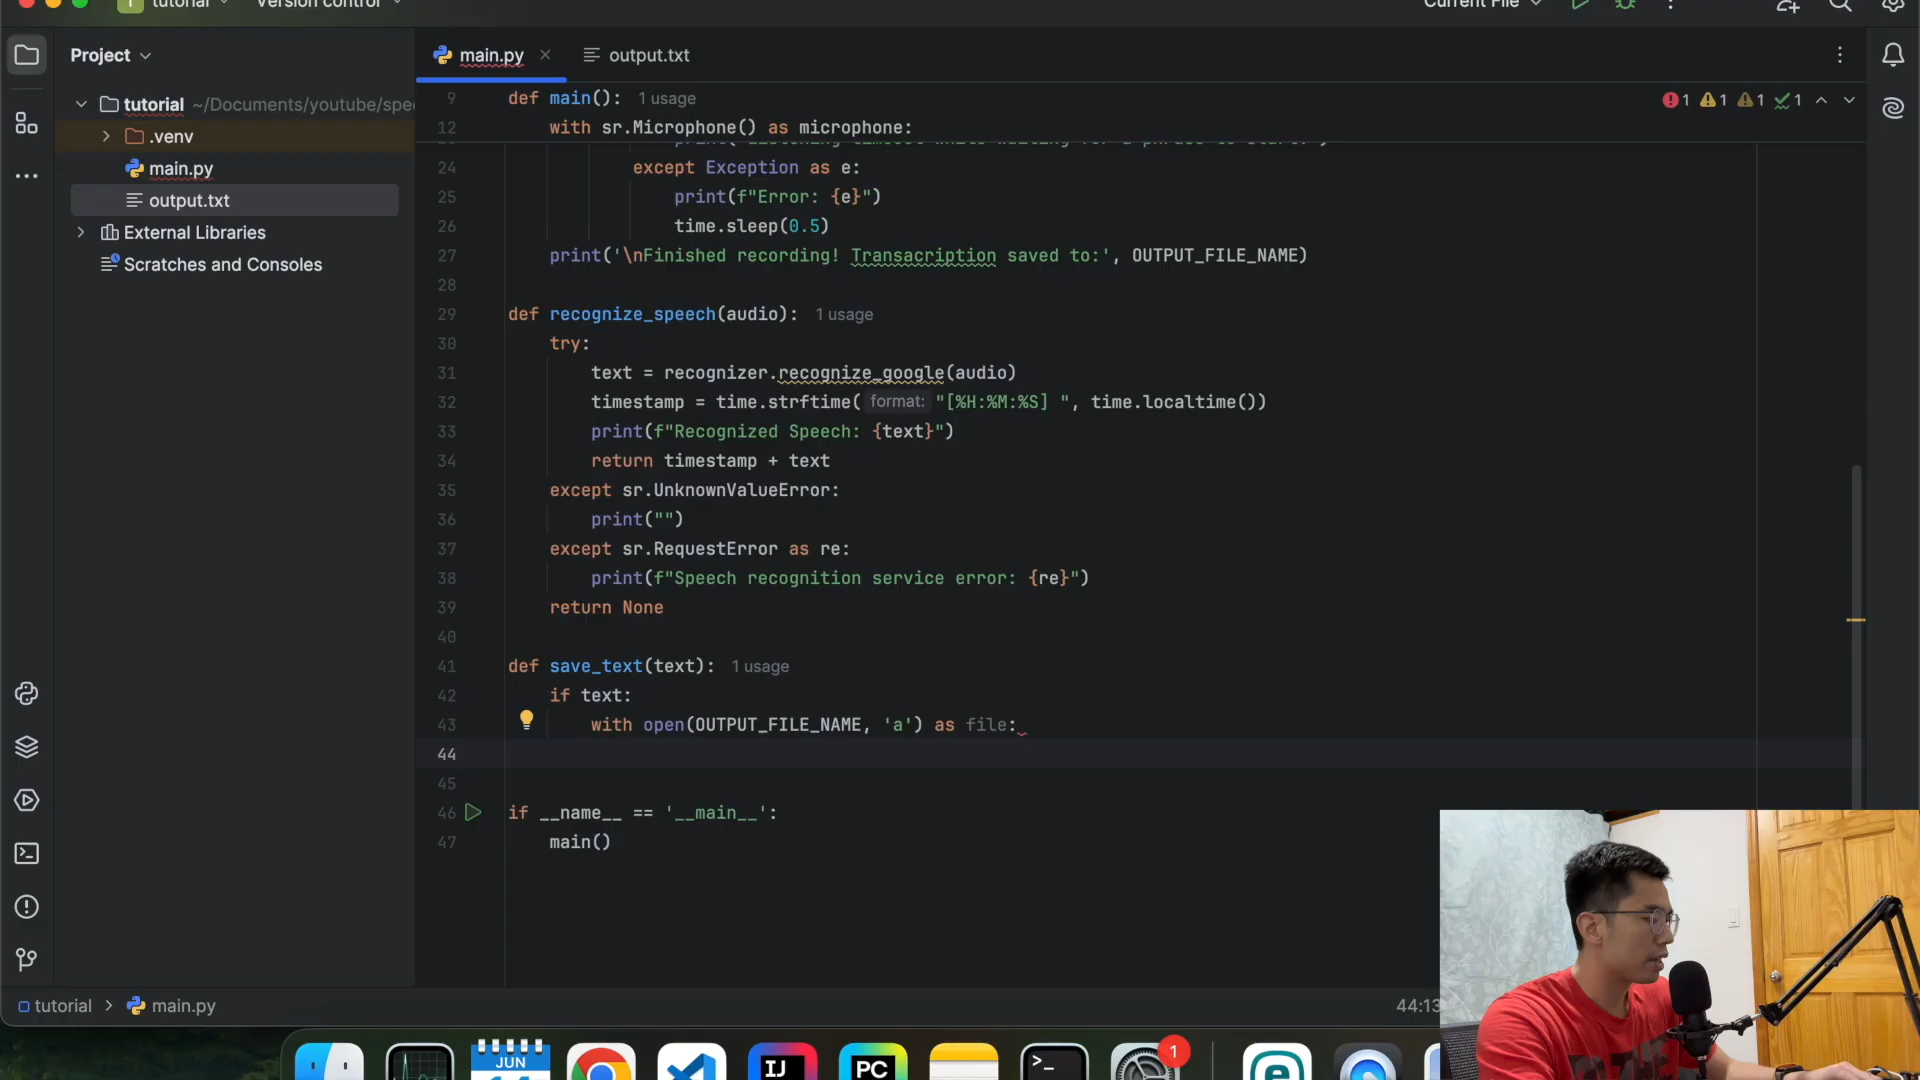 tutorial
Version control
Current File
Project
main.py
output.txt
tutorial ~/Documents/youtube/spee
.venv
main.py
output.txt
External Libraries
Scratches and Consoles
1 1 1 1
9 def main(): 1 usage
12 with sr.Microphone() as microphone:
24 except Exception as e:
25 print(f"Error: {e}")
26 time.sleep(0.5)
27 print('\nFinished recording! Transacription saved to:', OUTPUT_FILE_NAME)
28
29 def recognize_speech(audio): 1 usage
30 try:
31 text = recognizer.recognize_google(audio)
32 timestamp = time.strftime( format: "[%H:%M:%S] ", time.localtime())
33 print(f"Recognized Speech: {text}")
34 return timestamp + text
35 except sr.UnknownValueError:
36 print("")
37 except sr.RequestError as re:
38 print(f"Speech recognition service error: {re}")
39 return None
40
41 def save_text(text): 1 usage
42 if text:
43 with open(OUTPUT_FILE_NAME, 'a') as file:
44
45
46 if __name__ == '__main__':
47 main()
tutorial > main.py
44:13
JUN
IJ
PC
>_
1
e